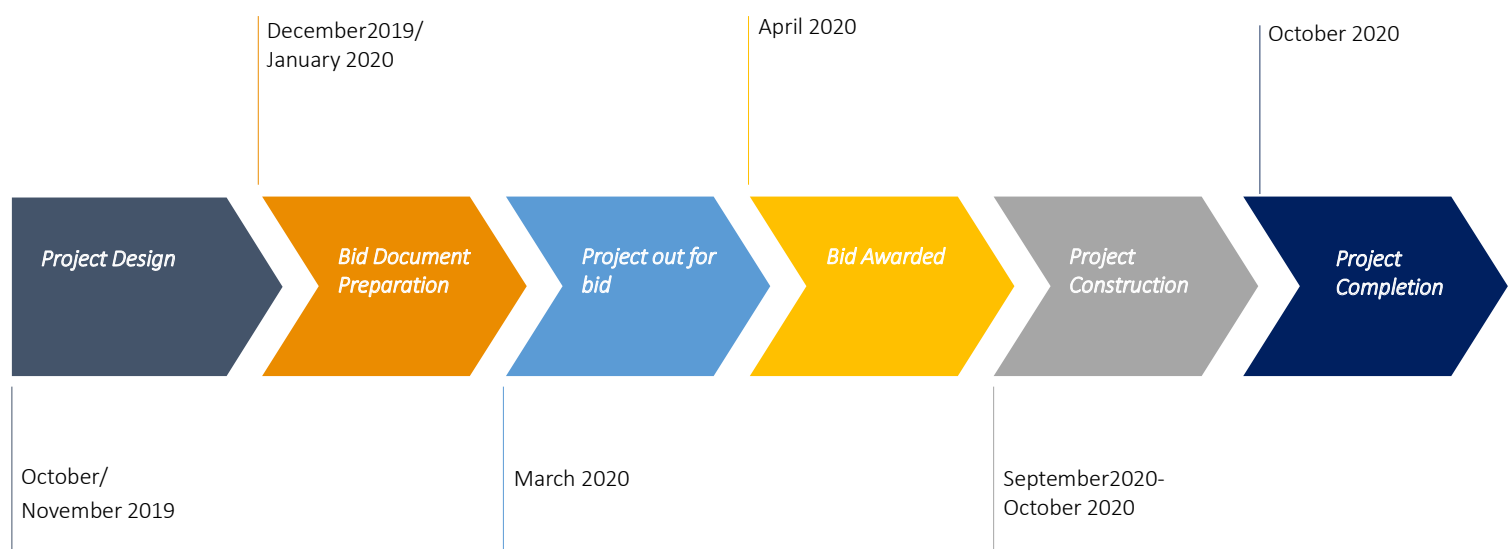 December2019/
January 2020
April 2020
October 2020
Project Design
Bid Document
Preparation
Project out for
bid
Bid Awarded
Project
Construction
Project
Completion
October/
November 2019
March 2020
September2020-
October 2020